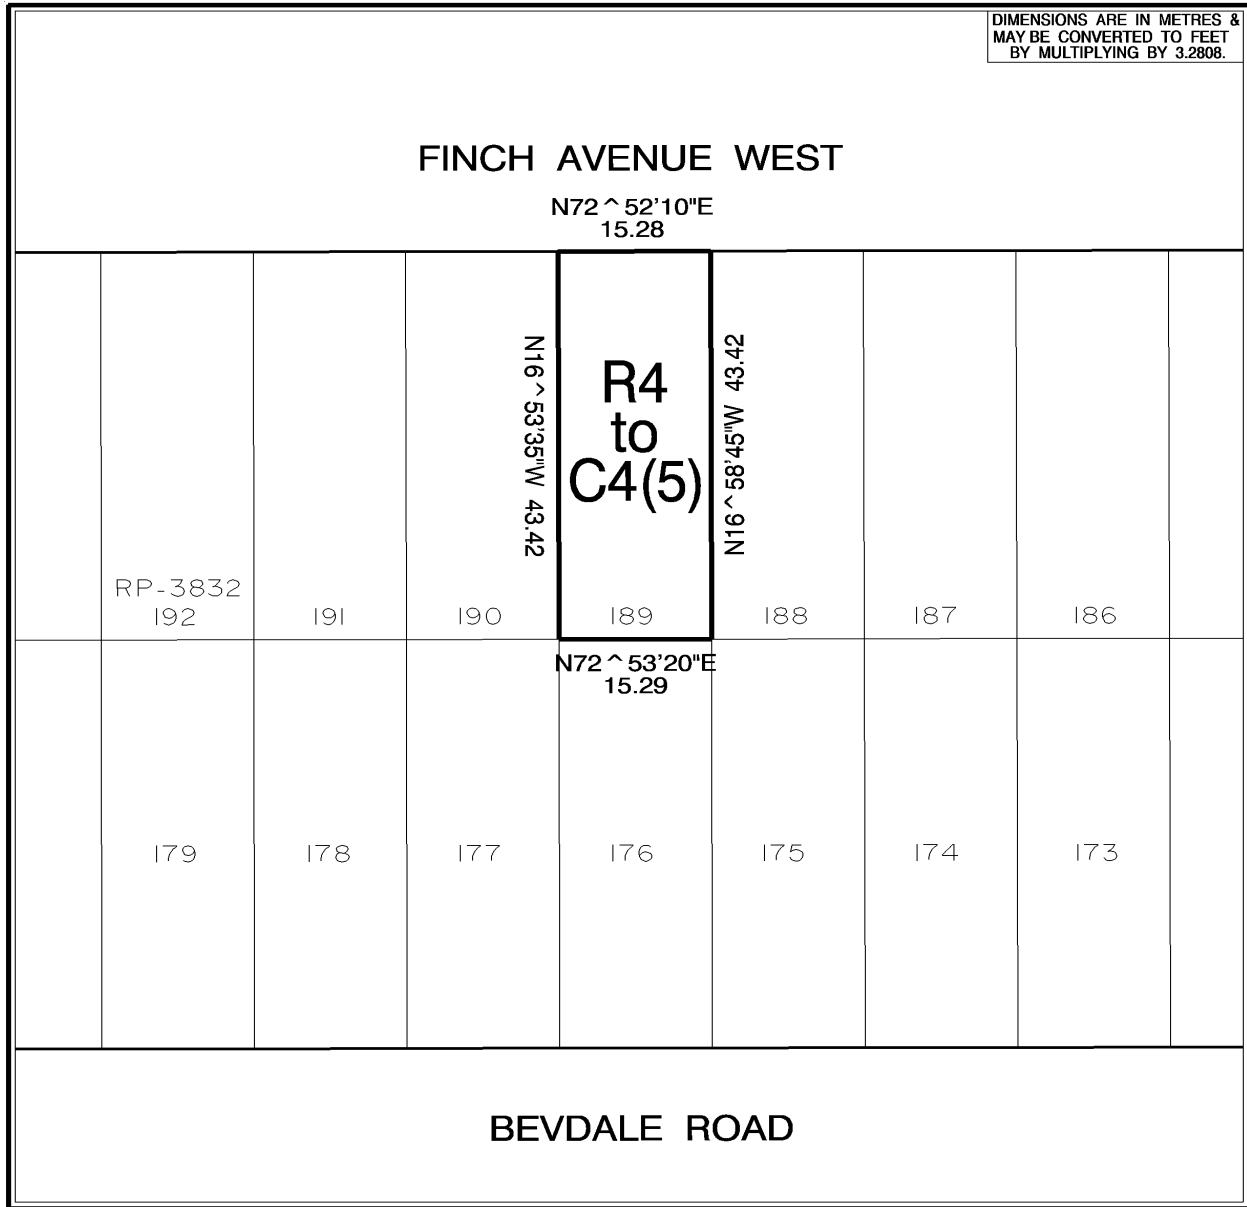 DIMENSIONS ARE IN METRES &
MAY BE CONVERTED TO FEET
BY MULTIPLYING BY 3.2808.
FINCH AVENUE WEST
N72^52'10"E
15.28
N16^53'35"W 43.42
R4
to
C4(5)
N16^58'45"W 43.42
RP-3832
192 191 190 189 188 187 186
N72^53'20"E
15.29
179 178 177 176 175 174 173
BEVDALE ROAD